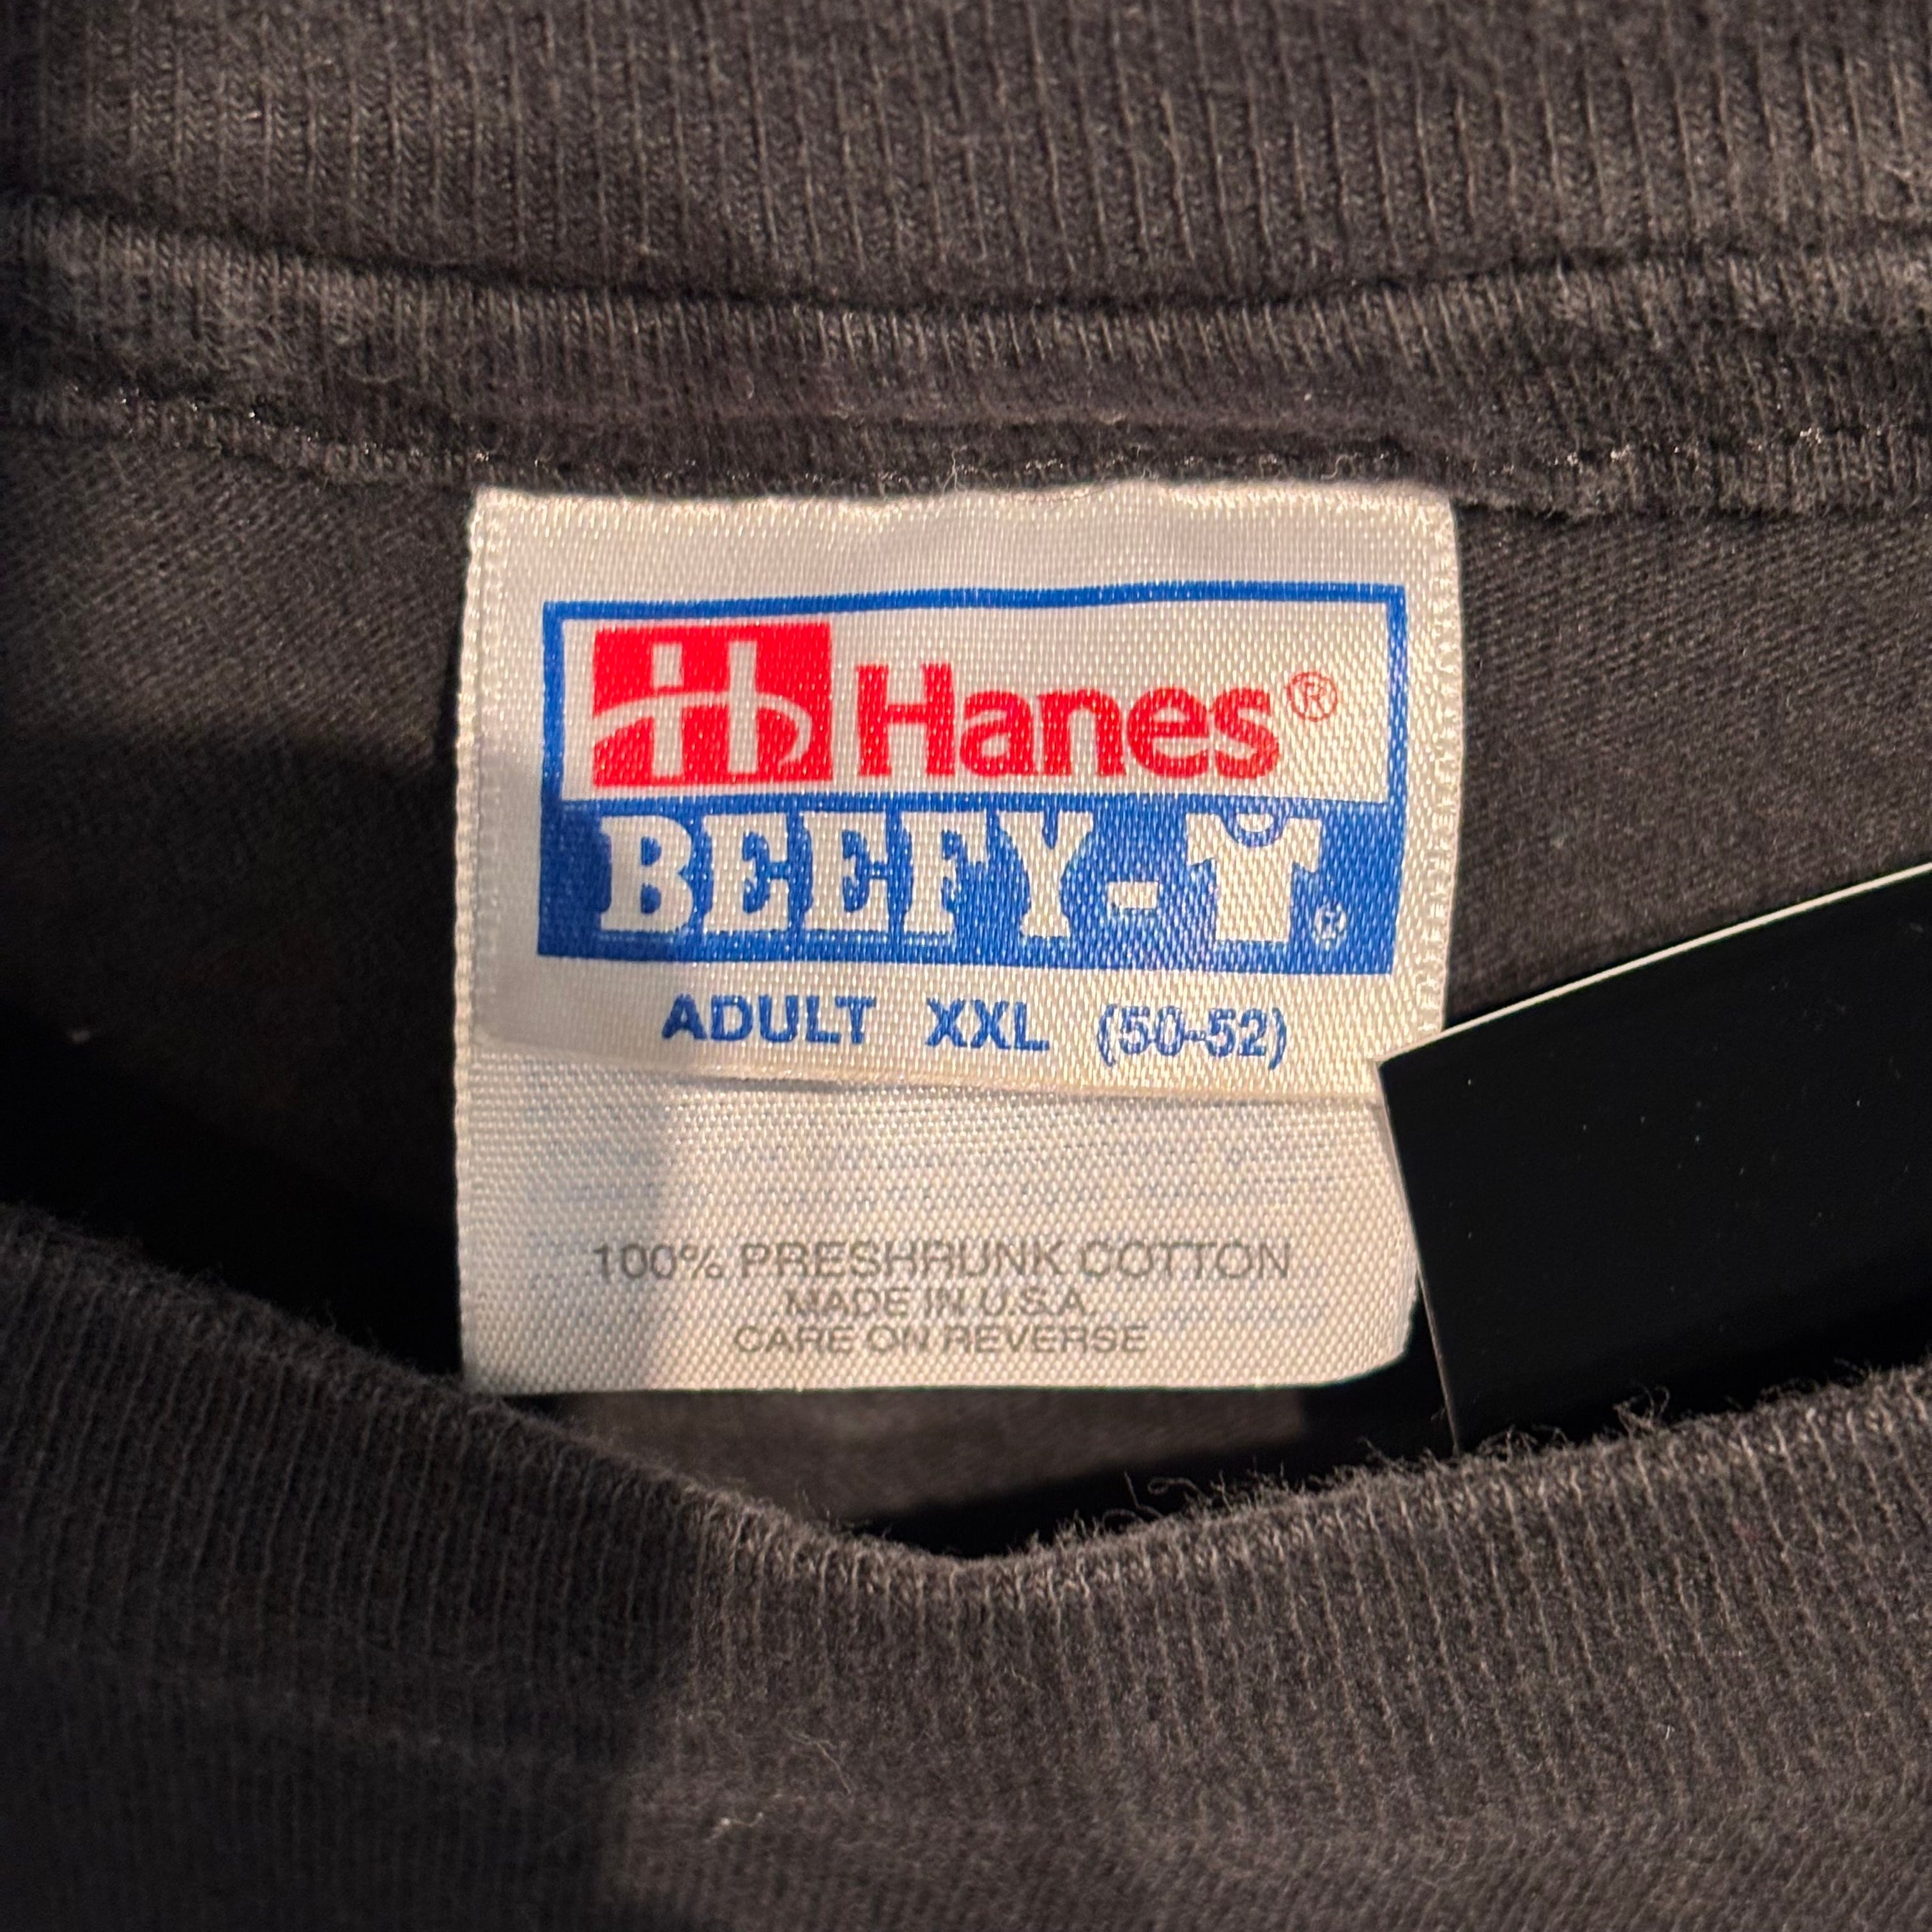 Hanes®
BEEFY-T®
ADULT XXL (50-52)
100% PRESHRUNK COTTON
MADE IN U.S.A.
CARE ON REVERSE